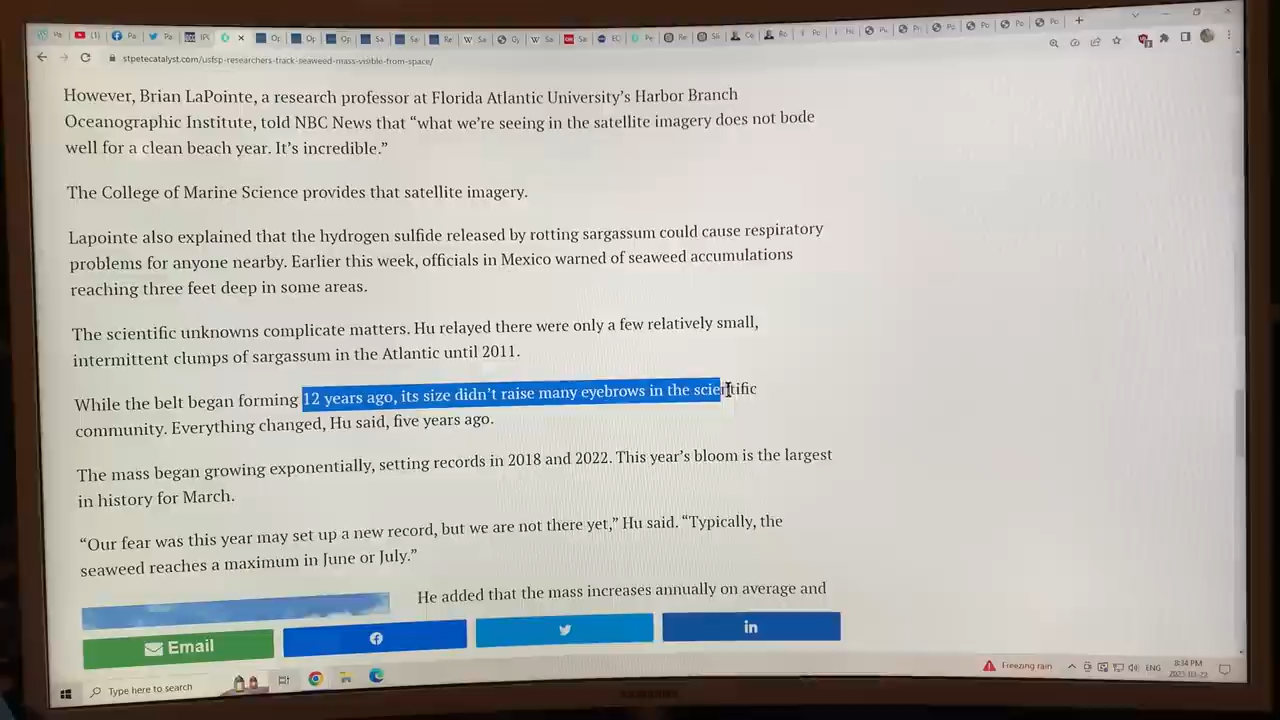 stpetecatalyst.com/usfsp-researchers-track-seaweed-mass-visible-from-space/
However, Brian LaPointe, a research professor at Florida Atlantic University's Harbor Branch
Oceanographic Institute, told NBC News that “what we're seeing in the satellite imagery does not bode
well for a clean beach year. It's incredible.”
The College of Marine Science provides that satellite imagery.
Lapointe also explained that the hydrogen sulfide released by rotting sargassum could cause respiratory
problems for anyone nearby. Earlier this week, officials in Mexico warned of seaweed accumulations
reaching three feet deep in some areas.
The scientific unknowns complicate matters. Hu relayed there were only a few relatively small,
intermittent clumps of sargassum in the Atlantic until 2011.
While the belt began forming 12 years ago, its size didn't raise many eyebrows in the scientific
community. Everything changed, Hu said, five years ago.
The mass began growing exponentially, setting records in 2018 and 2022. This year's bloom is the largest
in history for March.
“Our fear was this year may set up a new record, but we are not there yet,” Hu said. “Typically, the
seaweed reaches a maximum in June or July.”
He added that the mass increases annually on average and
Email
in
Type here to search
Freezing rain
ENG
8:34 PM
SAMSUNG